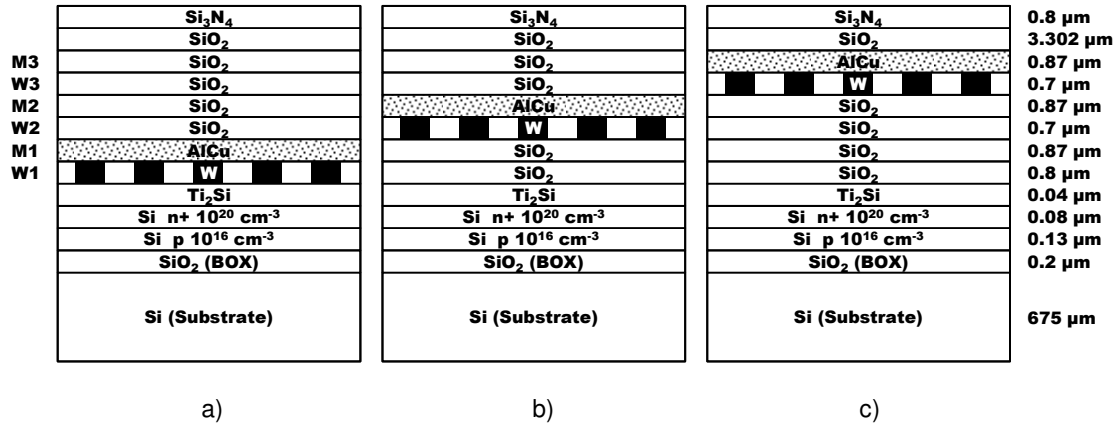 Si₃N₄ Si₃N₄ Si₃N₄ 0.8 µm
SiO₂ SiO₂ SiO₂ 3.302 µm
M3 SiO₂ SiO₂ AlCu 0.87 µm
W3 SiO₂ SiO₂ W 0.7 µm
M2 SiO₂ AlCu SiO₂ 0.87 µm
W2 SiO₂ W SiO₂ 0.7 µm
M1 AlCu SiO₂ SiO₂ 0.87 µm
W1 W SiO₂ SiO₂ 0.8 µm
Ti₂Si Ti₂Si Ti₂Si 0.04 µm
Si n+ 10²⁰ cm⁻³ Si n+ 10²⁰ cm⁻³ Si n+ 10²⁰ cm⁻³ 0.08 µm
Si p 10¹⁶ cm⁻³ Si p 10¹⁶ cm⁻³ Si p 10¹⁶ cm⁻³ 0.13 µm
SiO₂ (BOX) SiO₂ (BOX) SiO₂ (BOX) 0.2 µm
Si (Substrate) Si (Substrate) Si (Substrate) 675 µm
a) b) c)